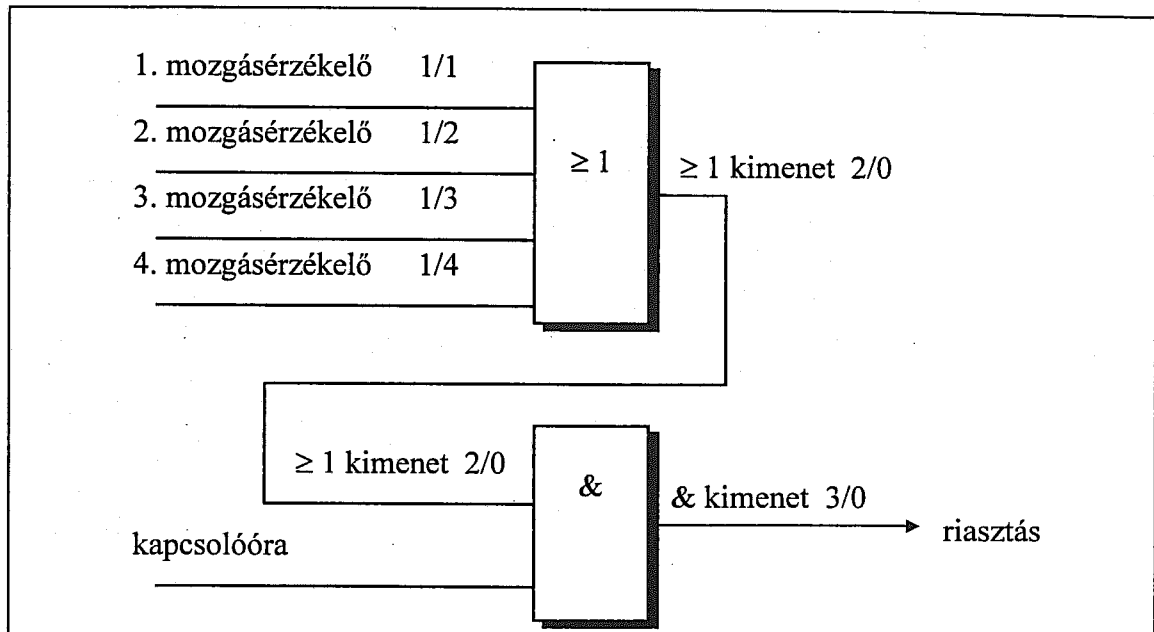 1. mozgásérzékelő 1/1
2. mozgásérzékelő 1/2
3. mozgásérzékelő 1/3
4. mozgásérzékelő 1/4
≥ 1
≥ 1 kimenet 2/0
≥ 1 kimenet 2/0
&
& kimenet 3/0
riasztás
kapcsolóóra